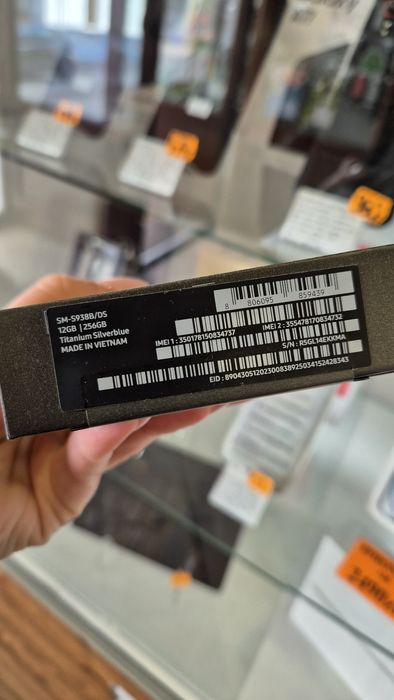 SM-S938B/DS
12GB | 256GB
Titanium Silverblue
MADE IN VIETNAM
8 806095 859439
IMEI 1 : 350178150834737
IMEI 2 : 355478170834732
S/N : R5GL14EKKMA
EID : 89043051202300838925034152428343